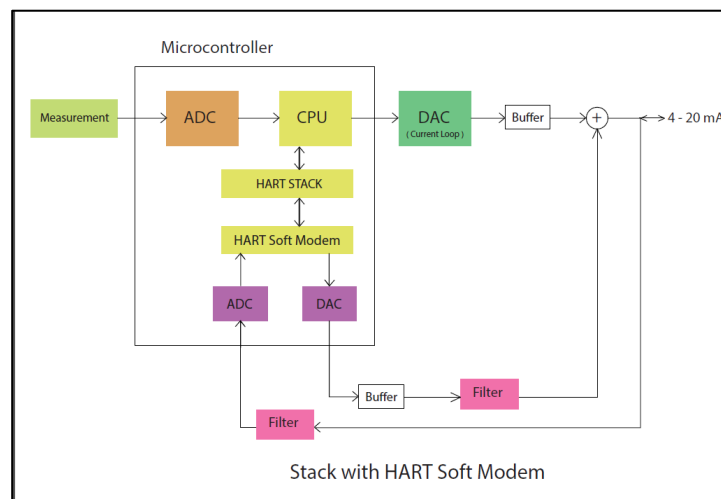 Microcontroller
Measurement
ADC
CPU
DAC
( Current Loop )
Buffer
+
4 - 20 mA
HART STACK
HART Soft Modem
ADC
DAC
Buffer
Filter
Filter
Stack with HART Soft Modem